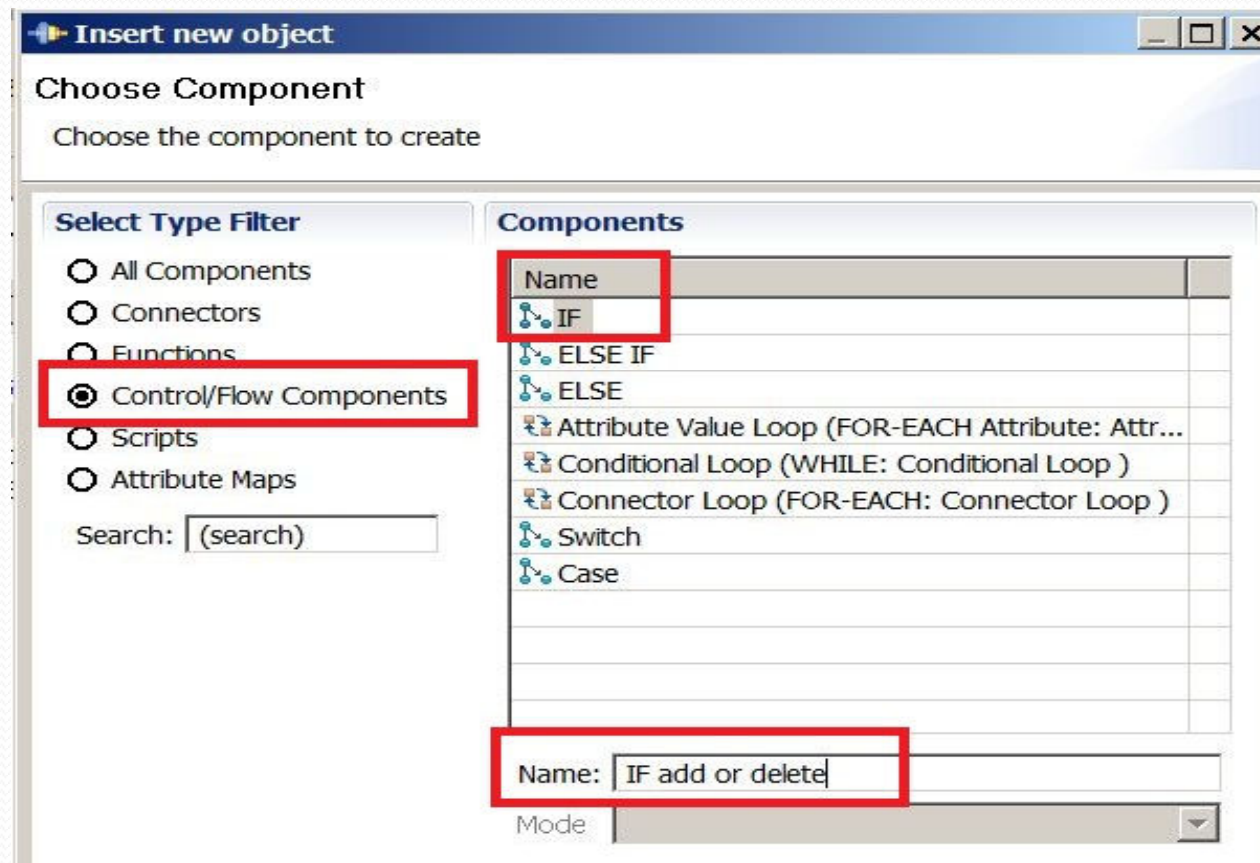 Insert new object
Choose Component
Choose the component to create
Select Type Filter
All Components
Connectors
Functions
Control/Flow Components
Scripts
Attribute Maps
Search: (search)
Components
Name
IF
ELSE IF
ELSE
Attribute Value Loop (FOR-EACH Attribute: Attr...
Conditional Loop (WHILE: Conditional Loop )
Connector Loop (FOR-EACH: Connector Loop )
Switch
Case
Name: IF add or delete
Mode